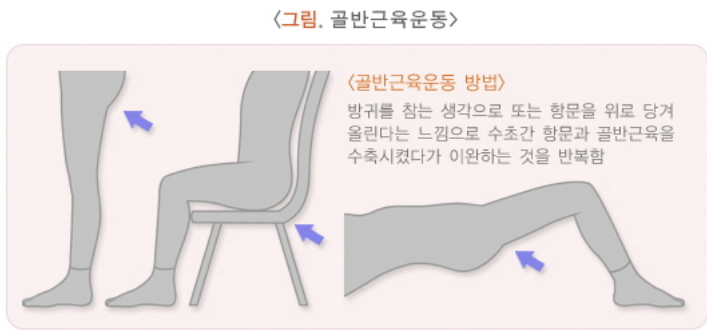 <그림. 골반근육운동>
<골반근육운동 방법>
방귀를 참는 생각으로 또는 항문을 위로 당겨
올린다는 느낌으로 수초간 항문과 골반근육을
수축시켰다가 이완하는 것을 반복함